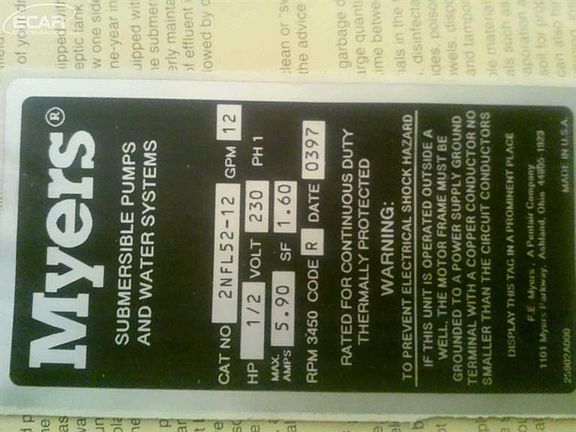 ECAR
Myers®
SUBMERSIBLE PUMPS
AND WATER SYSTEMS
CAT NO 2NFL52-12 GPM 12
HP 1/2 VOLT 230 PH 1
MAX. AMPS 5.90 SF 1.60
RPM 3450 CODE R DATE 0397
RATED FOR CONTINUOUS DUTY
THERMALLY PROTECTED
WARNING:
TO PREVENT ELECTRICAL SHOCK HAZARD
IF THIS UNIT IS OPERATED OUTSIDE A
WELL, THE MOTOR FRAME MUST BE
GROUNDED TO A POWER SUPPLY GROUND
TERMINAL WITH A COPPER CONDUCTOR NO
SMALLER THAN THE CIRCUIT CONDUCTORS
DISPLAY THIS TAG IN A PROMINENT PLACE
F.E. Myers A Pentair Company
1101 Myers Parkway, Ashland, Ohio 44805-1923
25902A000 MADE IN U.S.A.